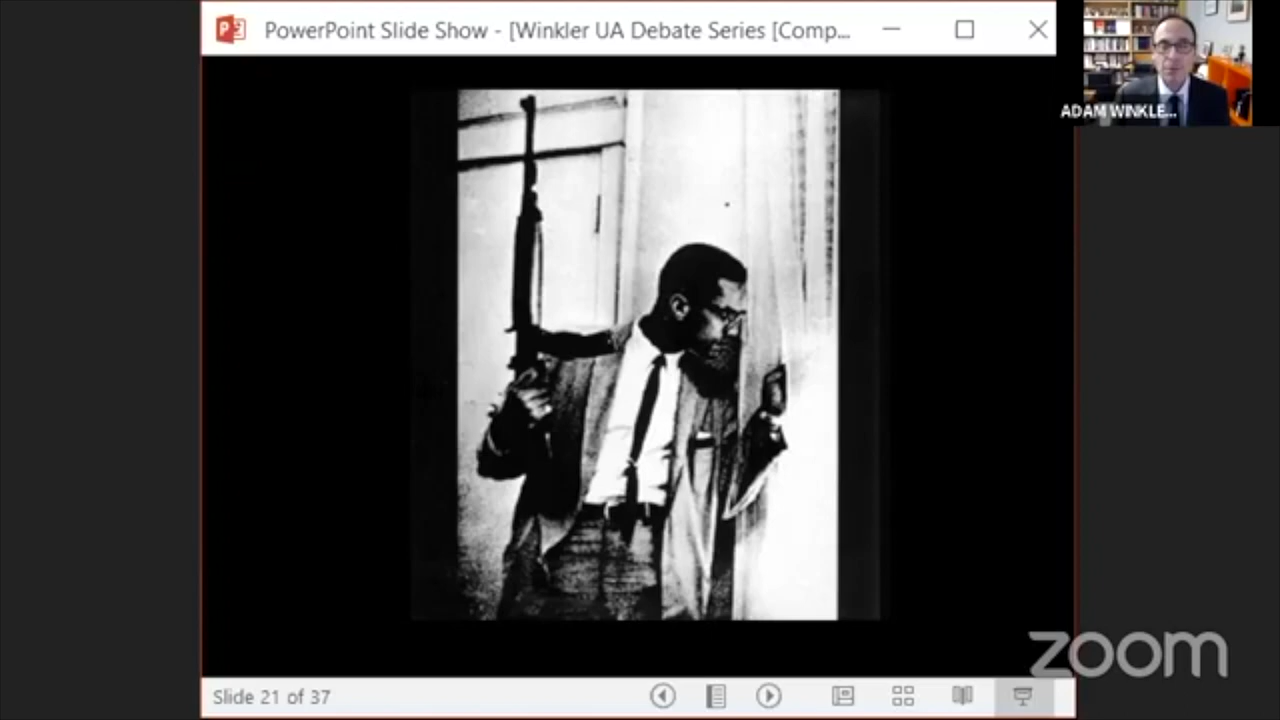 PowerPoint Slide Show - [Winkler UA Debate Series [Comp...
ADAM WINKLE...
zoom
Slide 21 of 37